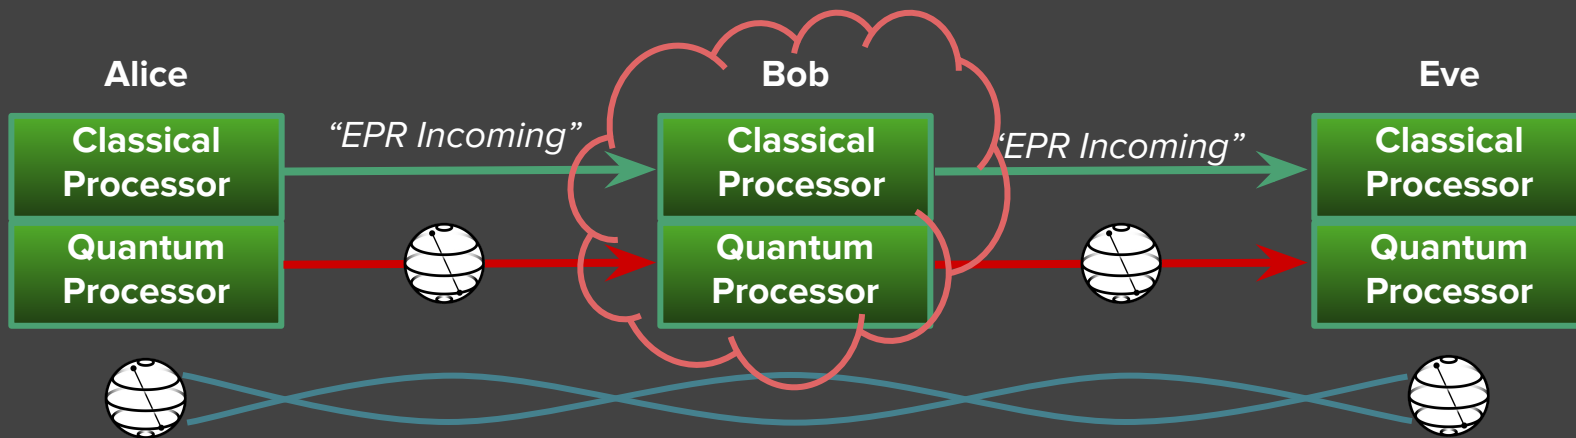 Alice
Bob
Eve
Classical
Processor
“EPR Incoming”
Classical
Processor
“EPR Incoming”
Classical
Processor
Quantum
Processor
Quantum
Processor
Quantum
Processor